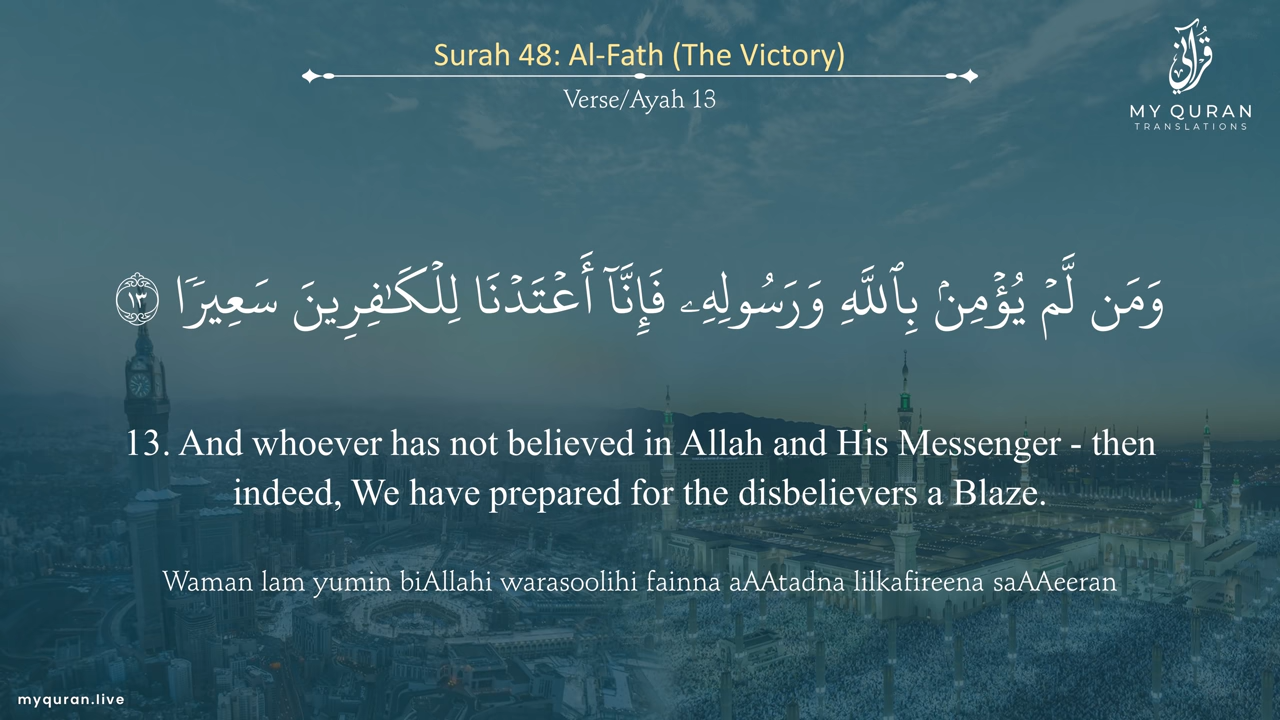 Surah 48: Al-Fath (The Victory)
Verse/Ayah 13
قرآني
MY QURAN
TRANSLATIONS
وَمَن لَّمۡ يُؤۡمِنۢ بِٱللَّهِ وَرَسُولِهِۦ فَإِنَّآ أَعۡتَدۡنَا لِلۡكَٰفِرِينَ سَعِيرٗا ١٣
13. And whoever has not believed in Allah and His Messenger - then
indeed, We have prepared for the disbelievers a Blaze.
Waman lam yumin biAllahi warasoolihi fainna aAAtadna lilkafireena saAAeeran
myquran.live